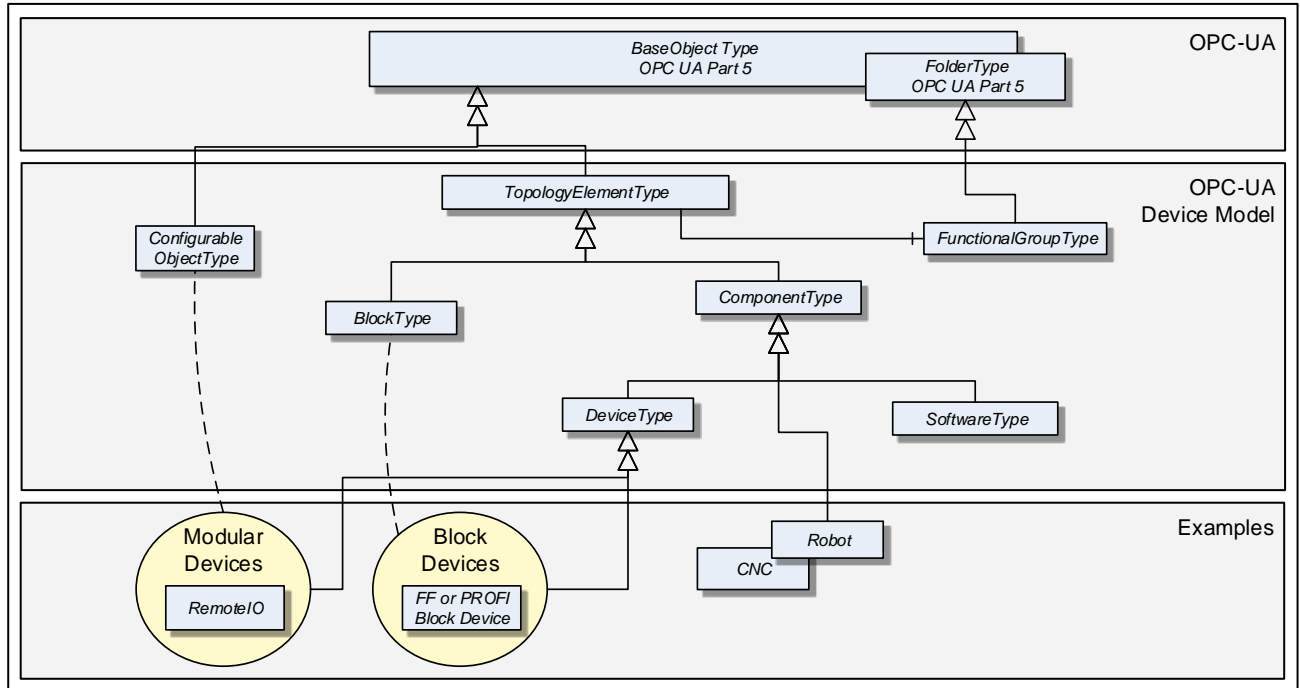 OPC-UA
BaseObject Type
OPC UA Part 5
FolderType
OPC UA Part 5
OPC-UA
Device Model
TopologyElementType
Configurable
ObjectType
FunctionalGroupType
BlockType
ComponentType
DeviceType
SoftwareType
Examples
Modular
Devices
RemoteIO
Block
Devices
FF or PROFI
Block Device
Robot
CNC